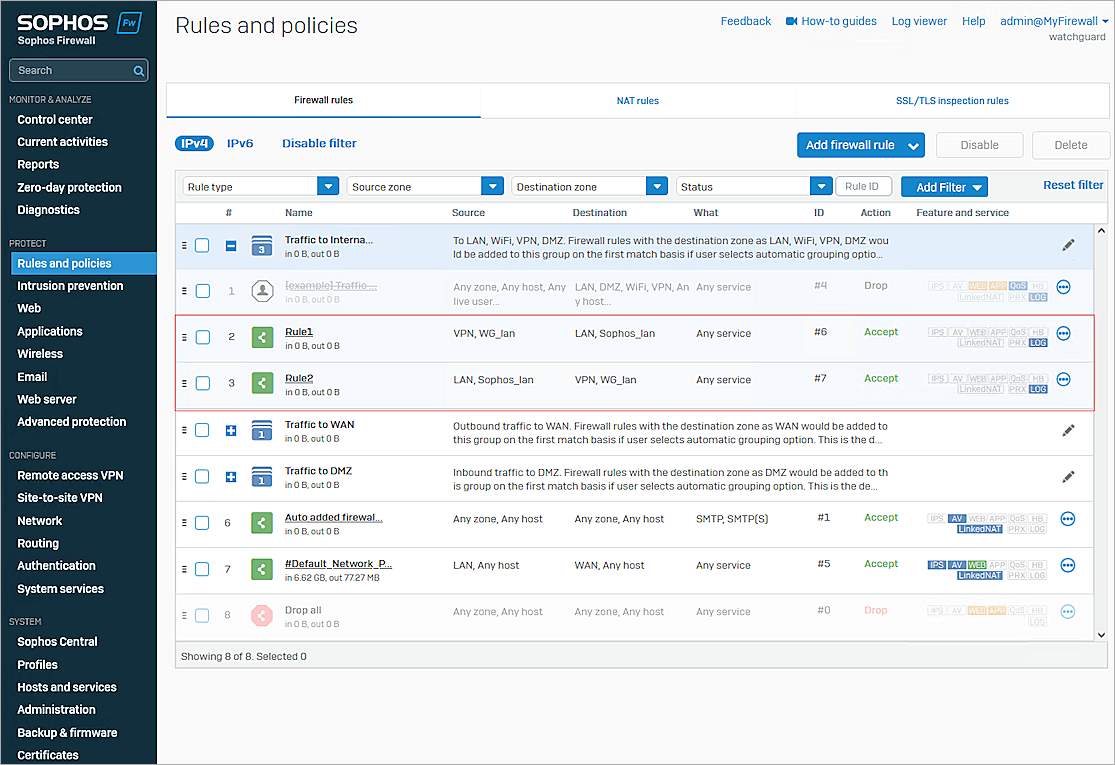 SOPHOS Fw
Sophos Firewall
Search
MONITOR & ANALYZE
Control center
Current activities
Reports
Zero-day protection
Diagnostics
PROTECT
Rules and policies
Intrusion prevention
Web
Applications
Wireless
Email
Web server
Advanced protection
CONFIGURE
Remote access VPN
Site-to-site VPN
Network
Routing
Authentication
System services
SYSTEM
Sophos Central
Profiles
Hosts and services
Administration
Backup & firmware
Certificates
Rules and policies
Feedback How-to guides Log viewer Help admin@MyFirewall
watchguard
Firewall rules NAT rules SSL/TLS inspection rules
IPv4 IPv6 Disable filter Add firewall rule Disable Delete
Rule type Source zone Destination zone Status Rule ID Add Filter Reset filter
# Name Source Destination What ID Action Feature and service
3 Traffic to Interna... To LAN, WiFi, VPN, DMZ. Firewall rules with the destination zone as LAN, WiFi, VPN, DMZ wou
in 0 B, out 0 B ld be added to this group on the first match basis if user selects automatic grouping optio...
1 [example] Traffic ... Any zone, Any host, Any LAN, DMZ, WiFi, VPN, An Any service #4 Drop IPS AV WEB APP QoS HB
in 0 B, out 0 B live user... y host... LinkedNAT PRX LOG
2 Rule1 VPN, WG_lan LAN, Sophos_lan Any service #6 Accept IPS AV WEB APP QoS HB
in 0 B, out 0 B LinkedNAT PRX LOG
3 Rule2 LAN, Sophos_lan VPN, WG_lan Any service #7 Accept IPS AV WEB APP QoS HB
in 0 B, out 0 B LinkedNAT PRX LOG
1 Traffic to WAN Outbound traffic to WAN. Firewall rules with the destination zone as WAN would be added to
in 0 B, out 0 B this group on the first match basis if user selects automatic grouping option. This is the d...
1 Traffic to DMZ Inbound traffic to DMZ. Firewall rules with the destination zone as DMZ would be added to th
in 0 B, out 0 B is group on the first match basis if user selects automatic grouping option. This is the de...
6 Auto added firewal... Any zone, Any host Any zone, Any host SMTP, SMTP(S) #1 Accept IPS AV WEB APP QoS HB
in 0 B, out 0 B LinkedNAT PRX LOG
7 #Default_Network_P... LAN, Any host WAN, Any host Any service #5 Accept IPS AV WEB APP QoS HB
in 6.62 GB, out 77.27 MB LinkedNAT PRX LOG
8 Drop all Any zone, Any host Any zone, Any host Any service #0 Drop IPS AV WEB APP QoS HB
in 0 B, out 0 B LOG
Showing 8 of 8. Selected 0